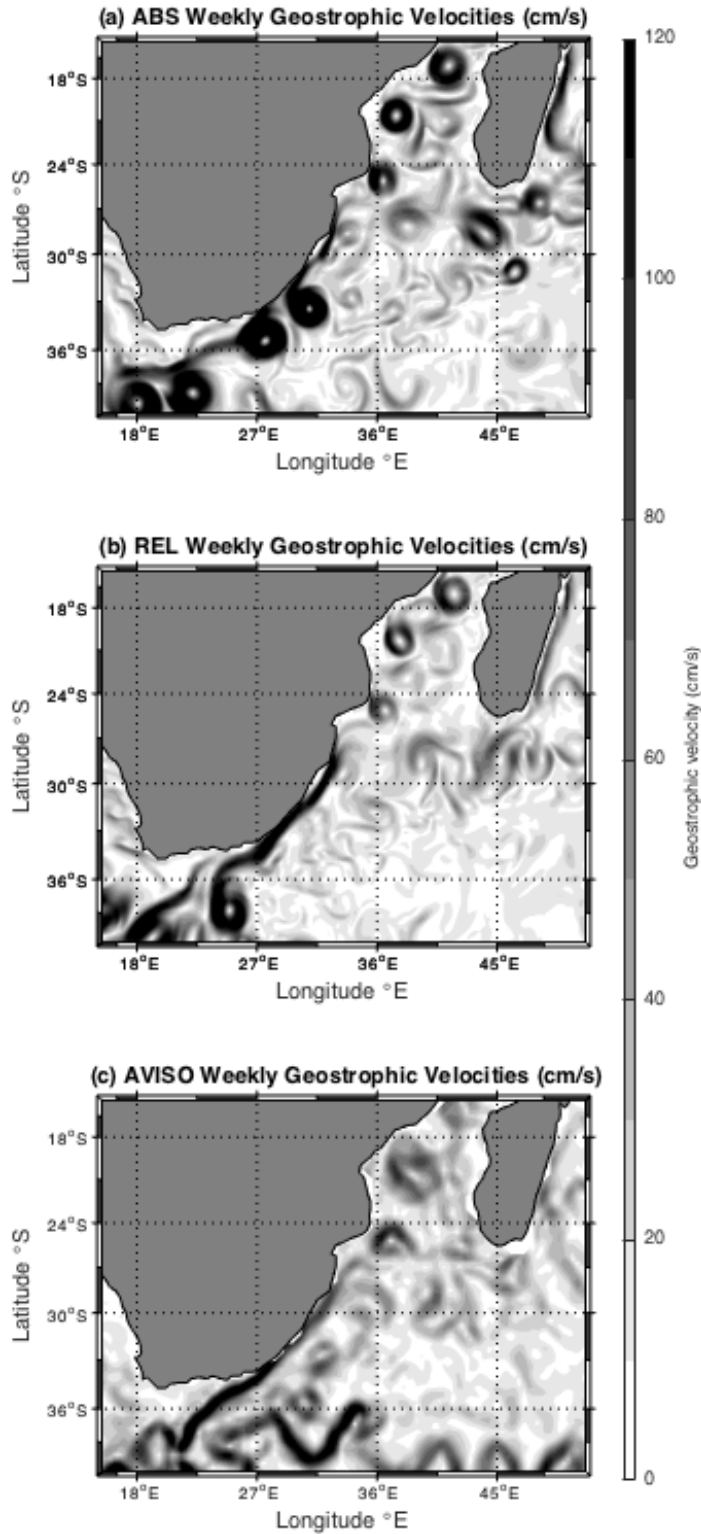 (a) ABS Weekly Geostrophic Velocities (cm/s)
18°S
24°S
30°S
36°S
Latitude °S
18°E 27°E 36°E 45°E
Longitude °E
(b) REL Weekly Geostrophic Velocities (cm/s)
18°S
24°S
30°S
36°S
Latitude °S
18°E 27°E 36°E 45°E
Longitude °E
(c) AVISO Weekly Geostrophic Velocities (cm/s)
18°S
24°S
30°S
36°S
Latitude °S
18°E 27°E 36°E 45°E
Longitude °E
120
100
80
60
40
20
0
Geostrophic velocity (cm/s)